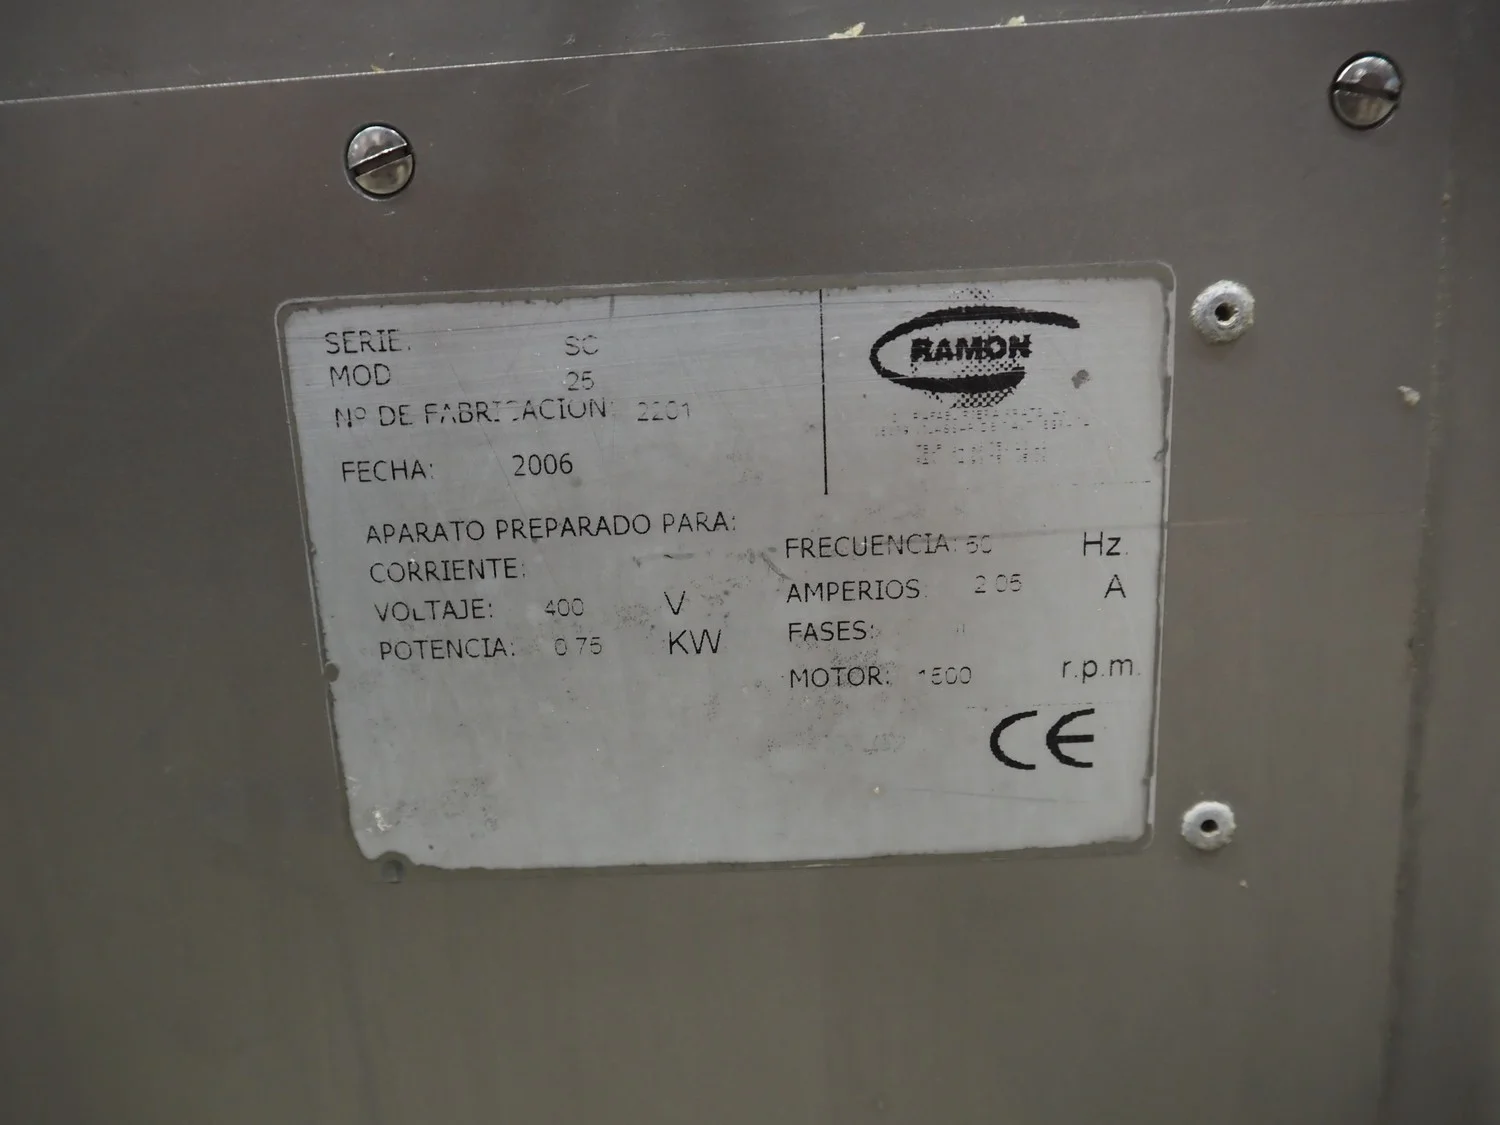 SERIE: SC
MOD 25
Nº DE FABRICACION: 2201
FECHA: 2006
RAMON
APARATO PREPARADO PARA:
CORRIENTE:
VOLTAJE: 400 V
POTENCIA: 0.75 KW
FRECUENCIA: 50 Hz.
AMPERIOS: 2.05 A
FASES:
MOTOR: 1500 r.p.m.
CE